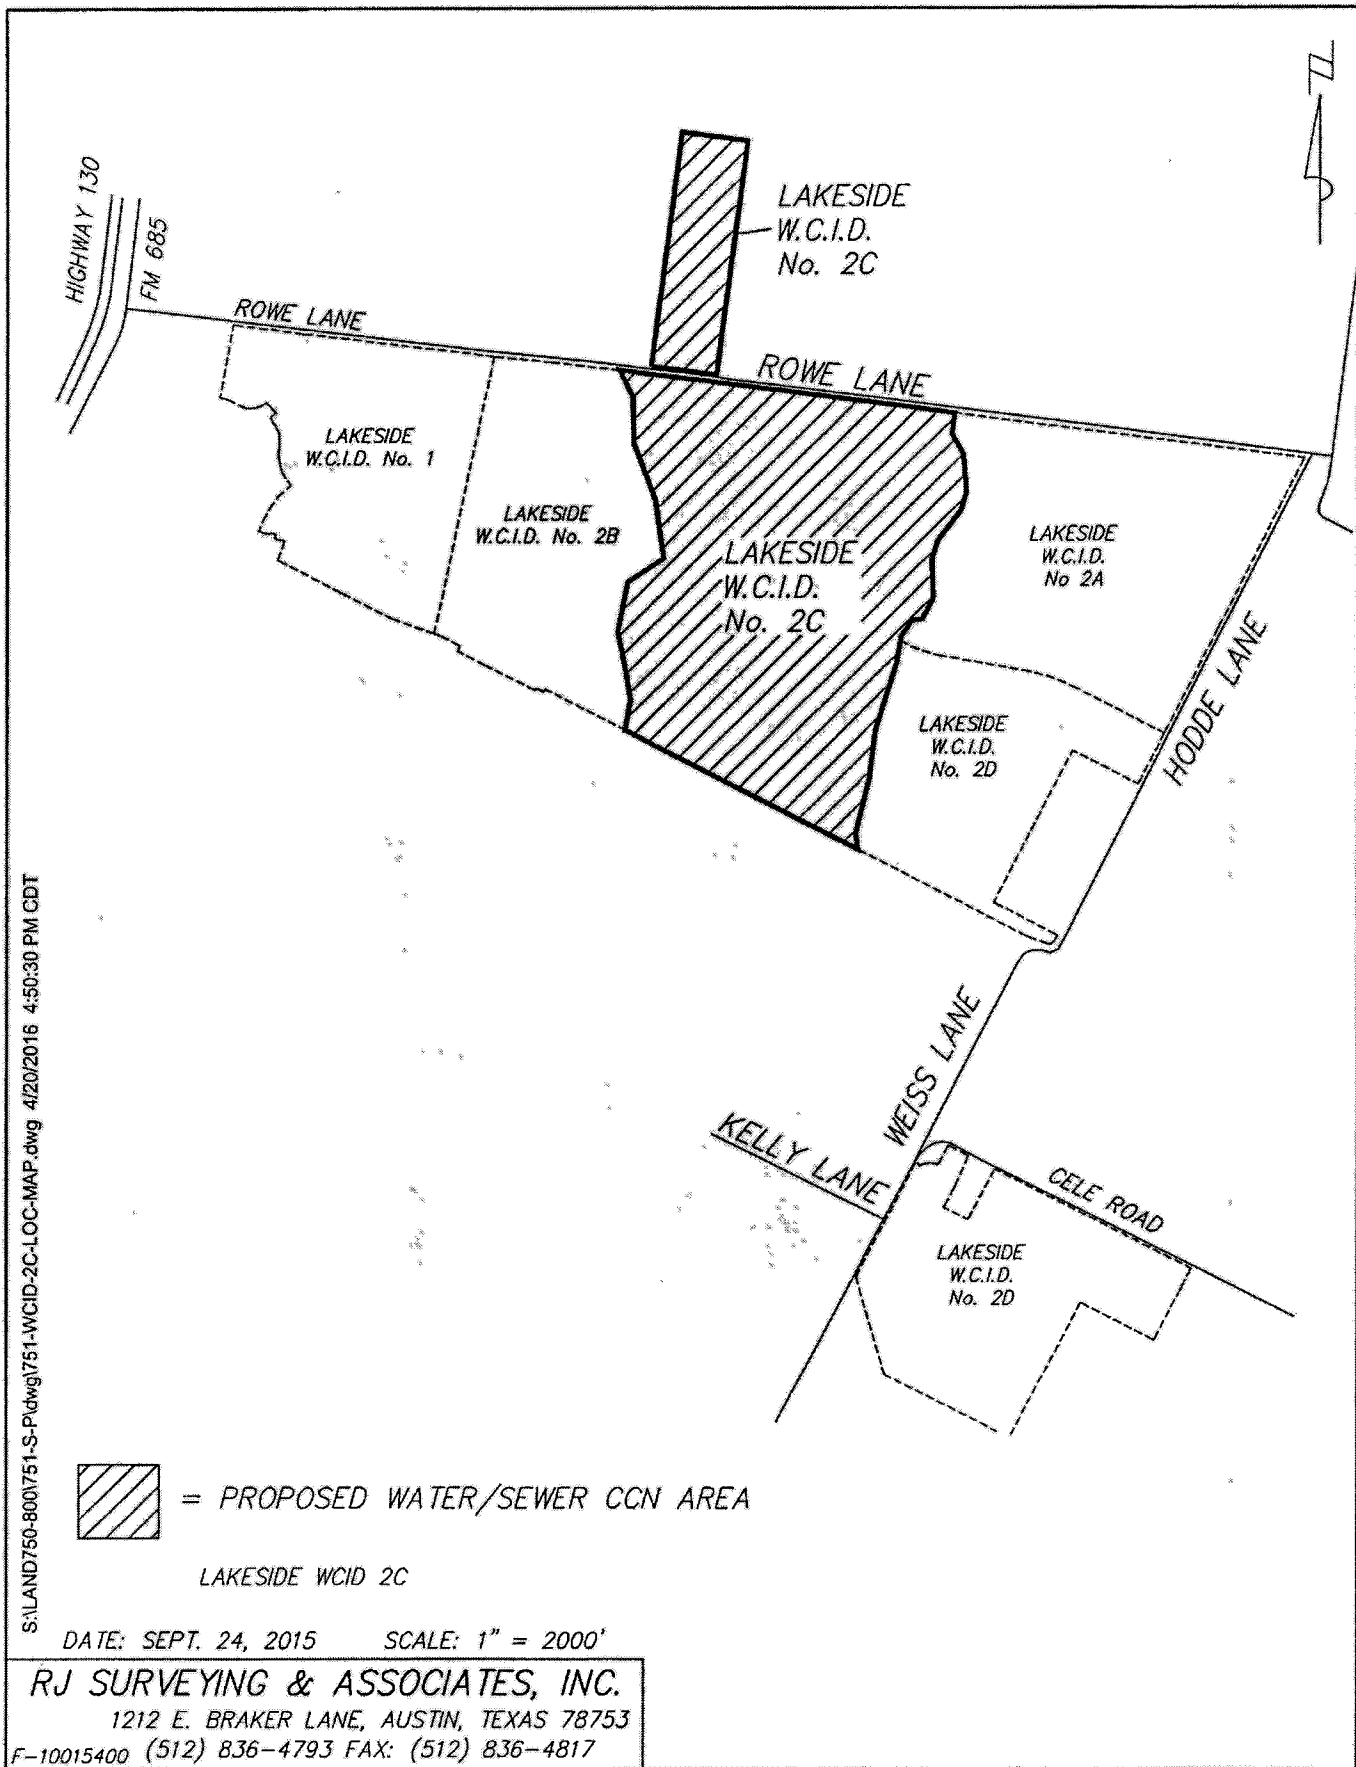 HIGHWAY 130
FM 685
ROWE LANE
LAKESIDE
W.C.I.D.
No. 2C
ROWE LANE
LAKESIDE
W.C.I.D. No. 1
LAKESIDE
W.C.I.D. No. 2B
LAKESIDE
W.C.I.D.
No. 2C
LAKESIDE
W.C.I.D.
No 2A
HODDE LANE
LAKESIDE
W.C.I.D.
No. 2D
WEISS LANE
KELLY LANE
CELE ROAD
LAKESIDE
W.C.I.D.
No. 2D
N
S:\LAND750-800\751-S-P\dwg\751-WCID-2C-LOC-MAP.dwg 4/20/2016 4:50:30 PM CDT
= PROPOSED WATER/SEWER CCN AREA
LAKESIDE WCID 2C
DATE: SEPT. 24, 2015 SCALE: 1" = 2000'
RJ SURVEYING & ASSOCIATES, INC.
1212 E. BRAKER LANE, AUSTIN, TEXAS 78753
F-10015400 (512) 836-4793 FAX: (512) 836-4817